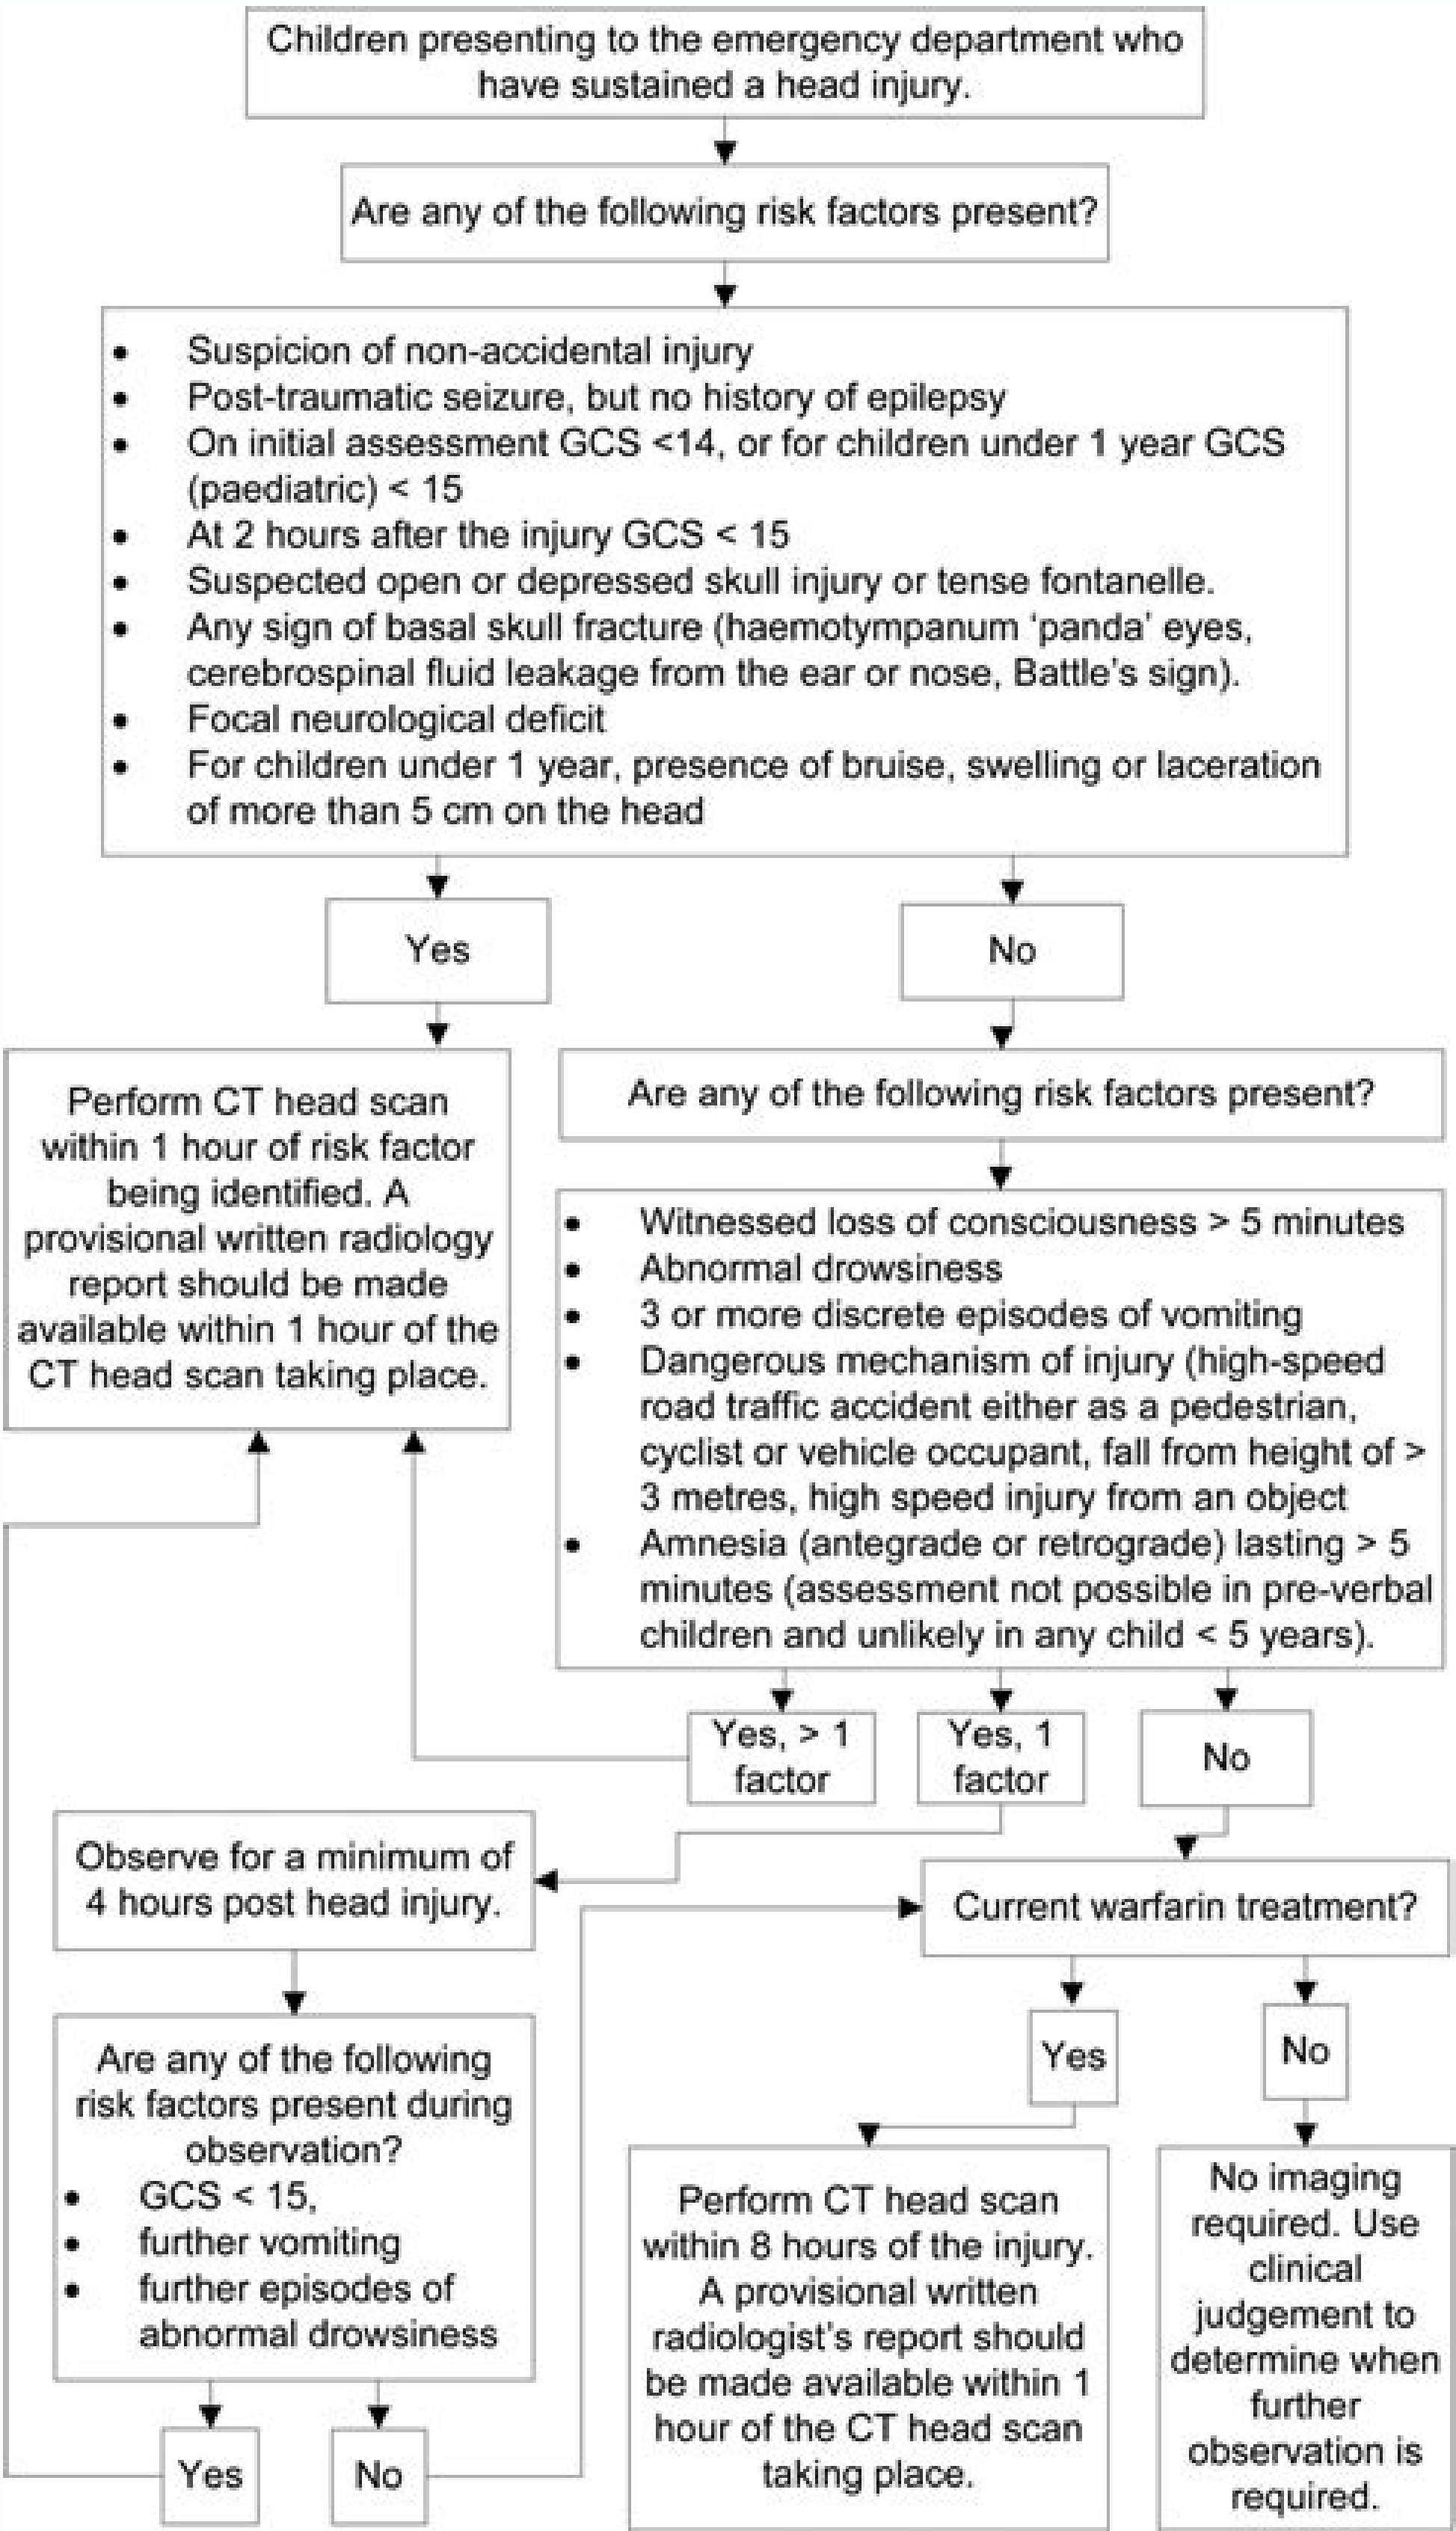 Children presenting to the emergency department who
have sustained a head injury.
Are any of the following risk factors present?
• Suspicion of non-accidental injury
• Post-traumatic seizure, but no history of epilepsy
• On initial assessment GCS <14, or for children under 1 year GCS
(paediatric) < 15
• At 2 hours after the injury GCS < 15
• Suspected open or depressed skull injury or tense fontanelle.
• Any sign of basal skull fracture (haemotympanum ‘panda’ eyes,
cerebrospinal fluid leakage from the ear or nose, Battle’s sign).
• Focal neurological deficit
• For children under 1 year, presence of bruise, swelling or laceration
of more than 5 cm on the head
Yes
No
Perform CT head scan
within 1 hour of risk factor
being identified. A
provisional written radiology
report should be made
available within 1 hour of the
CT head scan taking place.
Are any of the following risk factors present?
• Witnessed loss of consciousness > 5 minutes
• Abnormal drowsiness
• 3 or more discrete episodes of vomiting
• Dangerous mechanism of injury (high-speed
road traffic accident either as a pedestrian,
cyclist or vehicle occupant, fall from height of >
3 metres, high speed injury from an object
• Amnesia (antegrade or retrograde) lasting > 5
minutes (assessment not possible in pre-verbal
children and unlikely in any child < 5 years).
Yes, > 1
factor
Yes, 1
factor
No
Observe for a minimum of
4 hours post head injury.
Current warfarin treatment?
Are any of the following
risk factors present during
observation?
• GCS < 15,
• further vomiting
• further episodes of
abnormal drowsiness
Yes
No
Yes
No
Perform CT head scan
within 8 hours of the injury.
A provisional written
radiologist’s report should
be made available within 1
hour of the CT head scan
taking place.
No imaging
required. Use
clinical
judgement to
determine when
further
observation is
required.